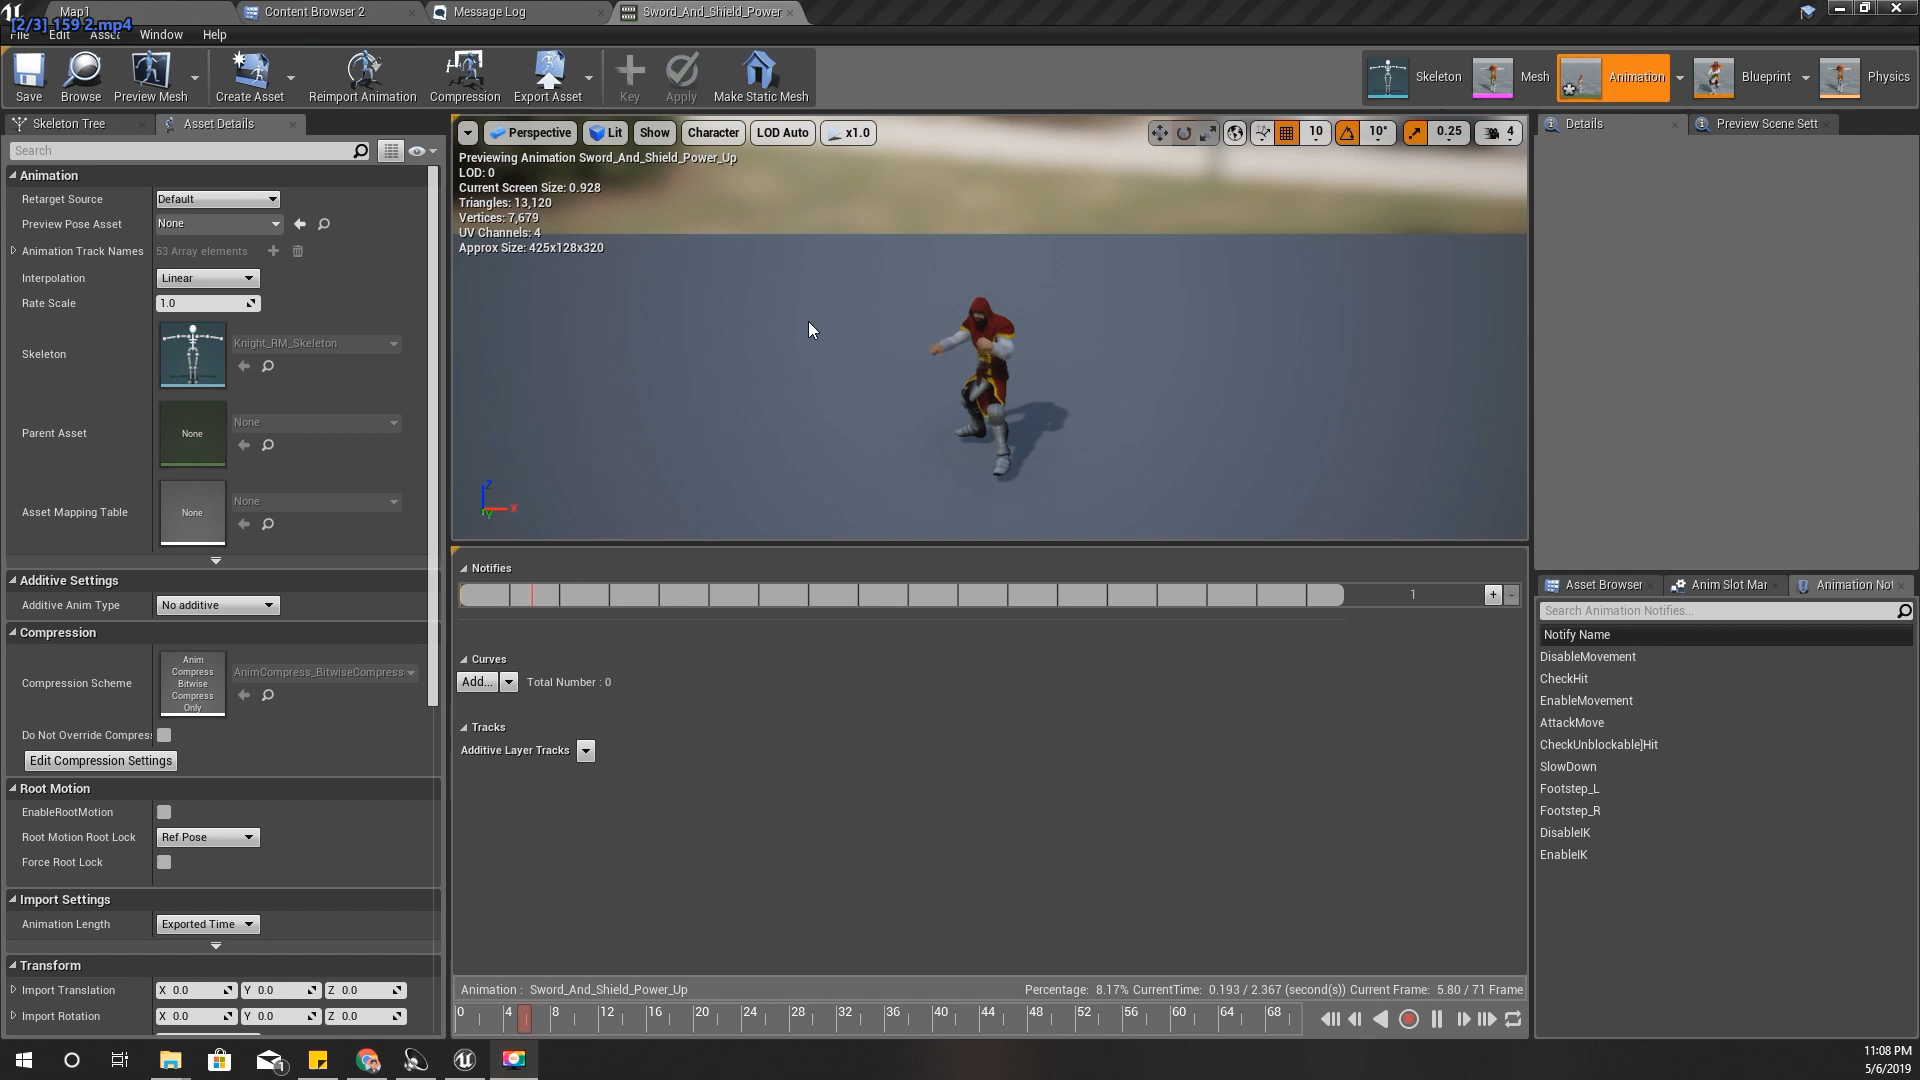 Map1
Content Browser 2
Message Log
Sword_And_Shield_Power
[2/3] 159 2.mp4
File Edit Asset Window Help
Save
Browse
Preview Mesh
Create Asset
Reimport Animation
Compression
Export Asset
Key
Apply
Make Static Mesh
Skeleton
Mesh
Animation
Blueprint
Physics
Skeleton Tree
Asset Details
Search
Animation
Retarget Source Default
Preview Pose Asset None
Animation Track Names 53 Array elements
Interpolation Linear
Rate Scale 1.0
Skeleton Knight_RM_Skeleton
Parent Asset None None
Asset Mapping Table None None
Additive Settings
Additive Anim Type No additive
Compression
Compression Scheme
Anim
Compress
Bitwise
Compress
Only
AnimCompress_BitwiseCompress
Do Not Override Compres
Edit Compression Settings
Root Motion
EnableRootMotion
Root Motion Root Lock Ref Pose
Force Root Lock
Import Settings
Animation Length Exported Time
Transform
Import Translation X 0.0 Y 0.0 Z 0.0
Import Rotation X 0.0 Y 0.0 Z 0.0
Perspective Lit Show Character LOD Auto x1.0
10 10° 0.25 4
Previewing Animation Sword_And_Shield_Power_Up
LOD: 0
Current Screen Size: 0.928
Triangles: 13,120
Vertices: 7,679
UV Channels: 4
Approx Size: 425x128x320
Z
X
Y
Notifies
1 + -
Curves
Add... Total Number : 0
Tracks
Additive Layer Tracks
Animation : Sword_And_Shield_Power_Up
Percentage: 8.17% CurrentTime: 0.193 / 2.367 (second(s)) Current Frame: 5.80 / 71 Frame
0 4 8 12 16 20 24 28 32 36 40 44 48 52 56 60 64 68
Details
Preview Scene Sett
Asset Browser
Anim Slot Mar
Animation Not
Search Animation Notifies...
Notify Name
DisableMovement
CheckHit
EnableMovement
AttackMove
CheckUnblockable]Hit
SlowDown
Footstep_L
Footstep_R
DisableIK
EnableIK
1
11:08 PM
5/6/2019